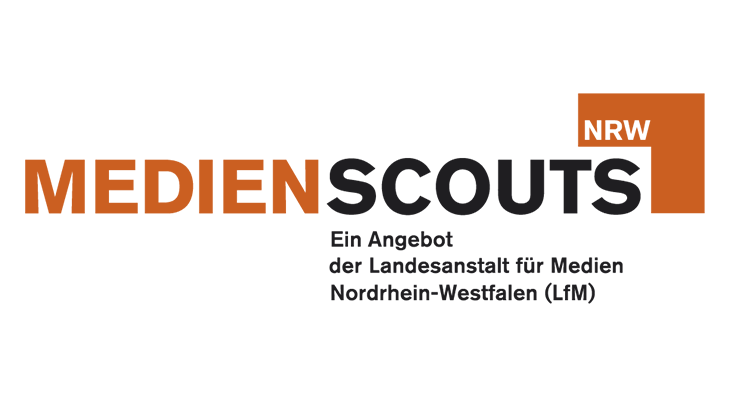 NRW
MEDIENSCOUTS
Ein Angebot
der Landesanstalt für Medien
Nordrhein-Westfalen (LfM)